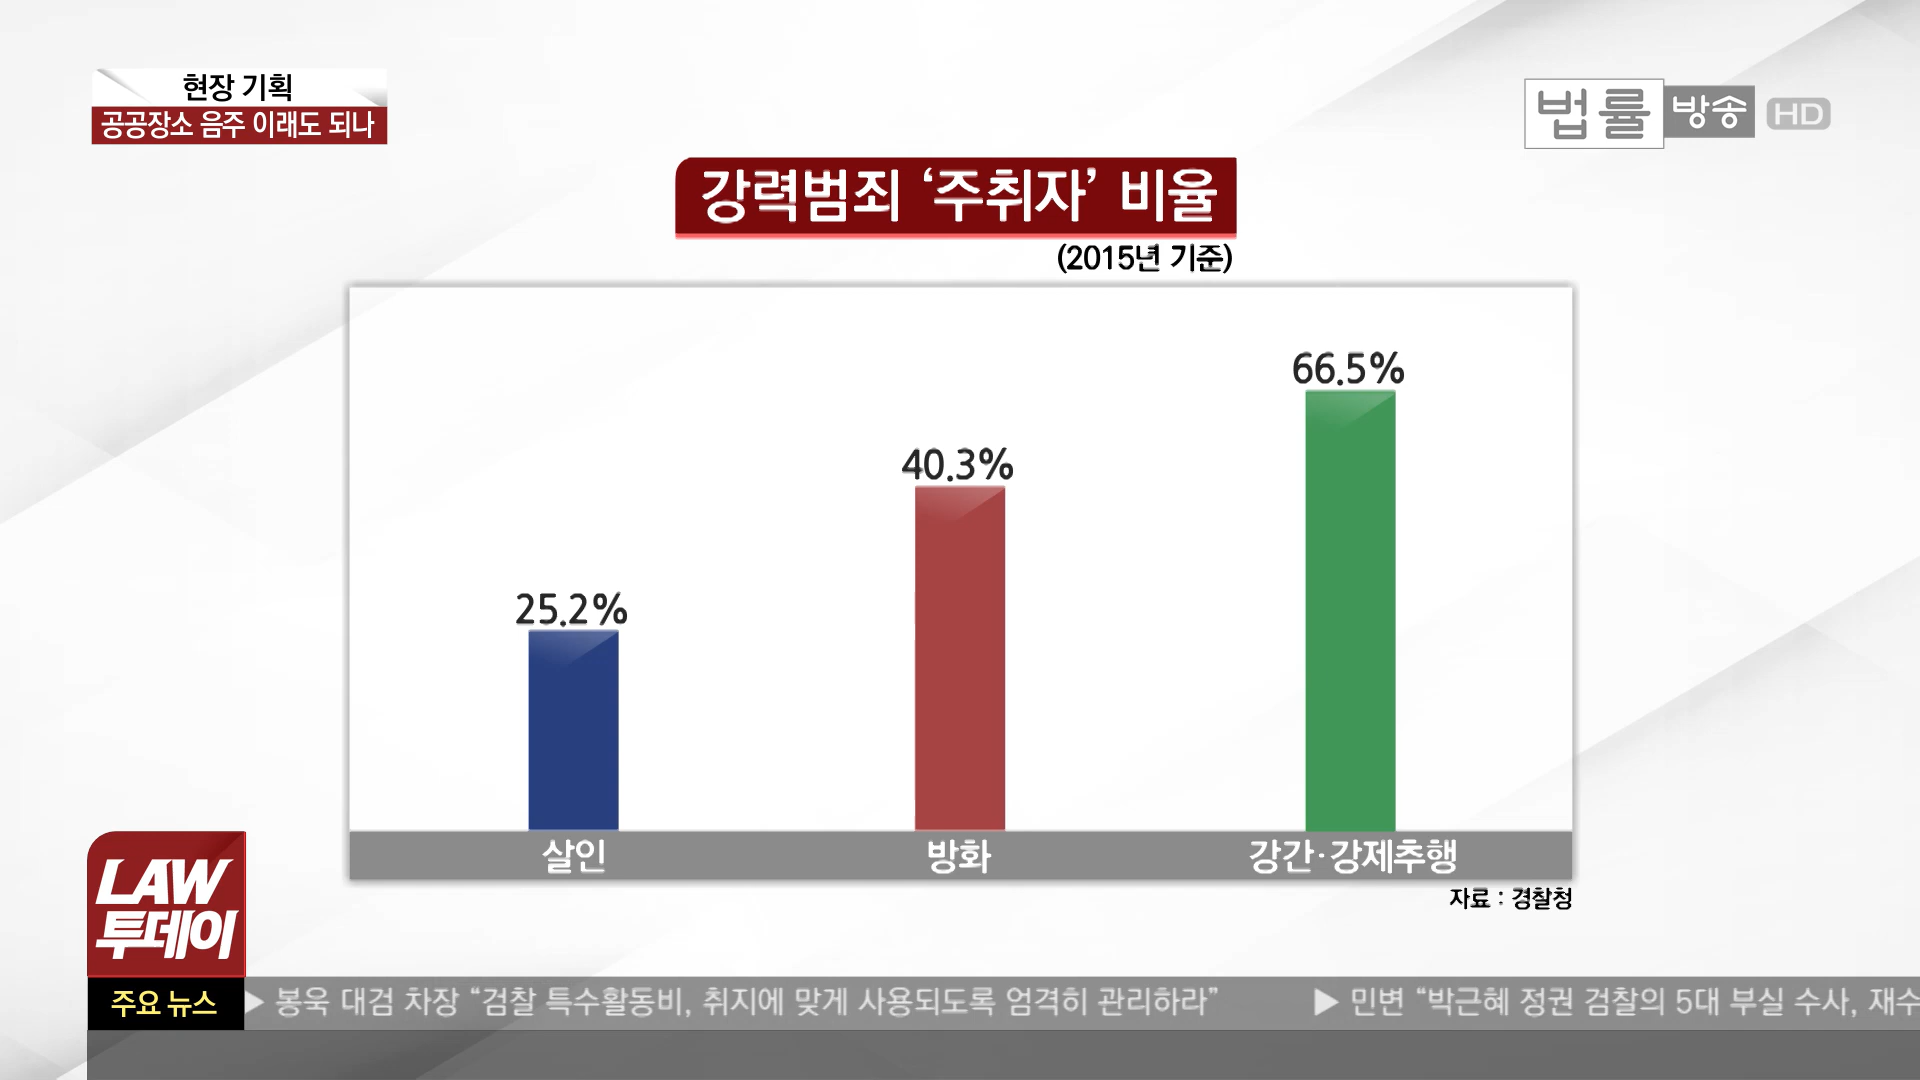 현장 기획
공공장소 음주 이래도 되나
법률방송 HD
강력범죄 ‘주취자’ 비율
(2015년 기준)
66.5%
40.3%
25.2%
살인 방화 강간·강제추행
자료 : 경찰청
LAW
투데이
주요 뉴스 ▶ 봉욱 대검 차장 “검찰 특수활동비, 취지에 맞게 사용되도록 엄격히 관리하라” ▶ 민변 “박근혜 정권 검찰의 5대 부실 수사, 재수